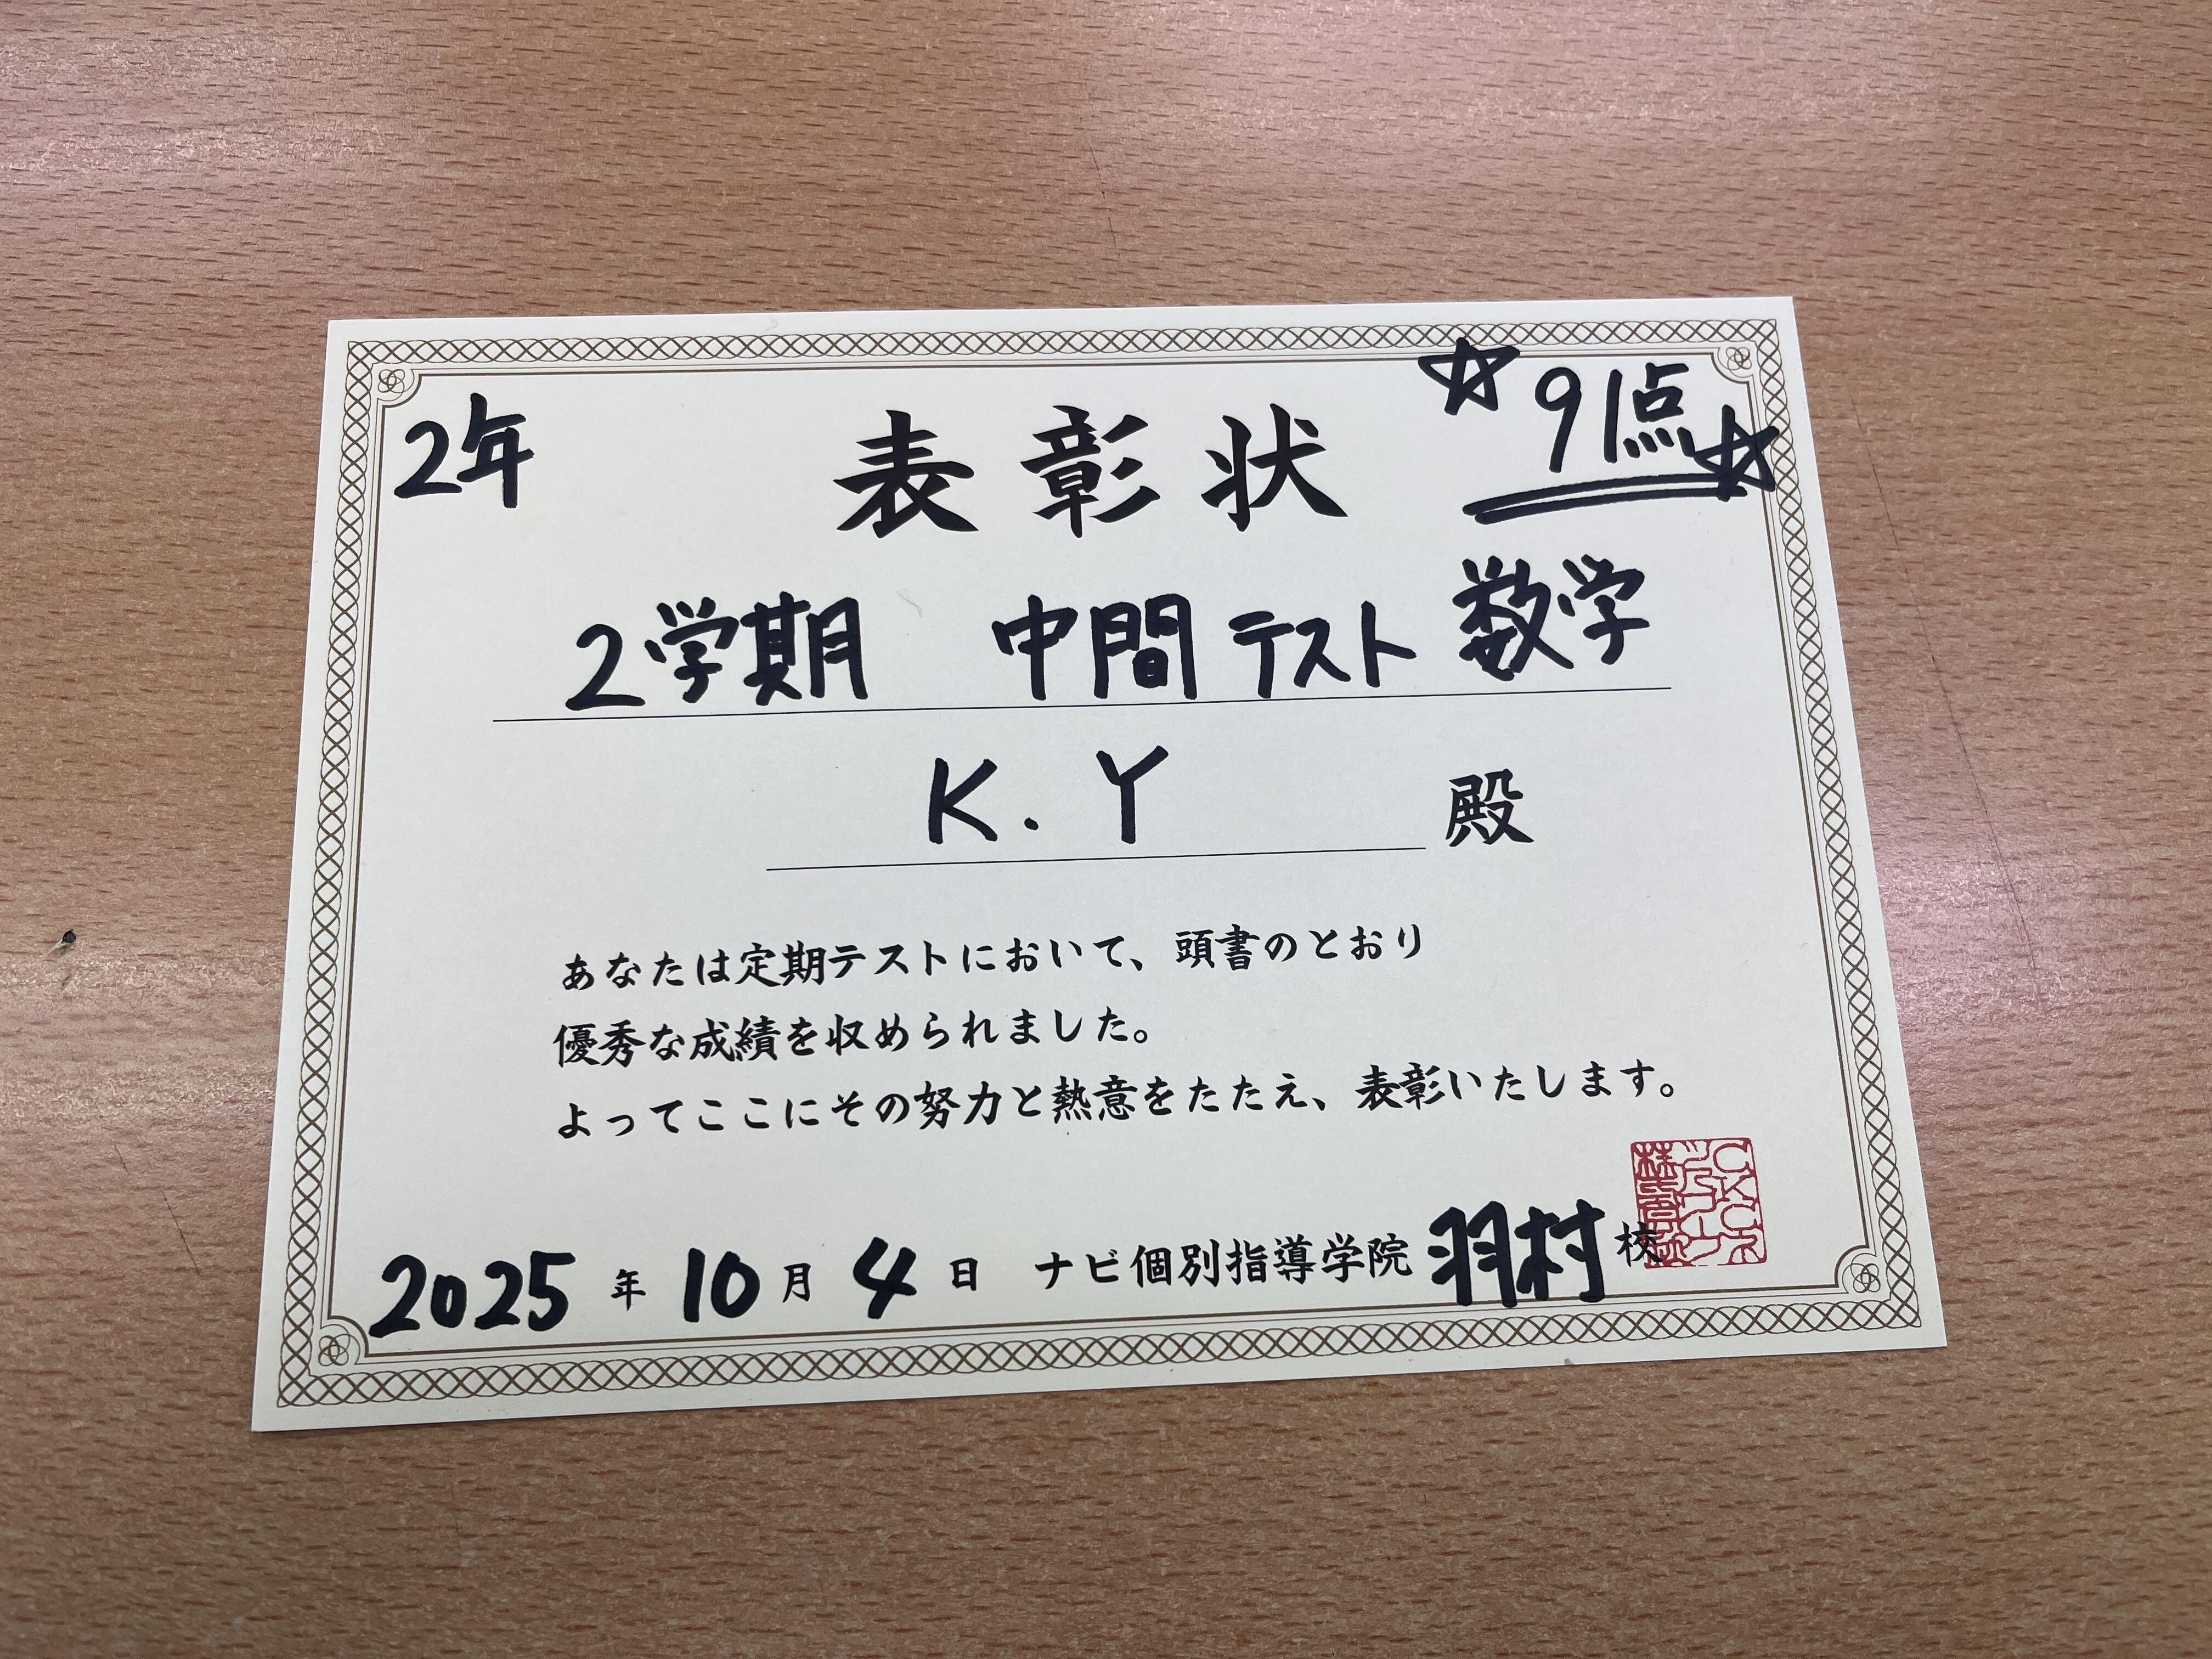 2年
表彰状
☆91点☆
2学期 中間テスト 数学
K.Y 殿
あなたは定期テストにおいて、頭書のとおり
優秀な成績を収められました。
よってここにその努力と熱意をたたえ、表彰いたします。
2025年10月4日 ナビ個別指導学院 羽村校